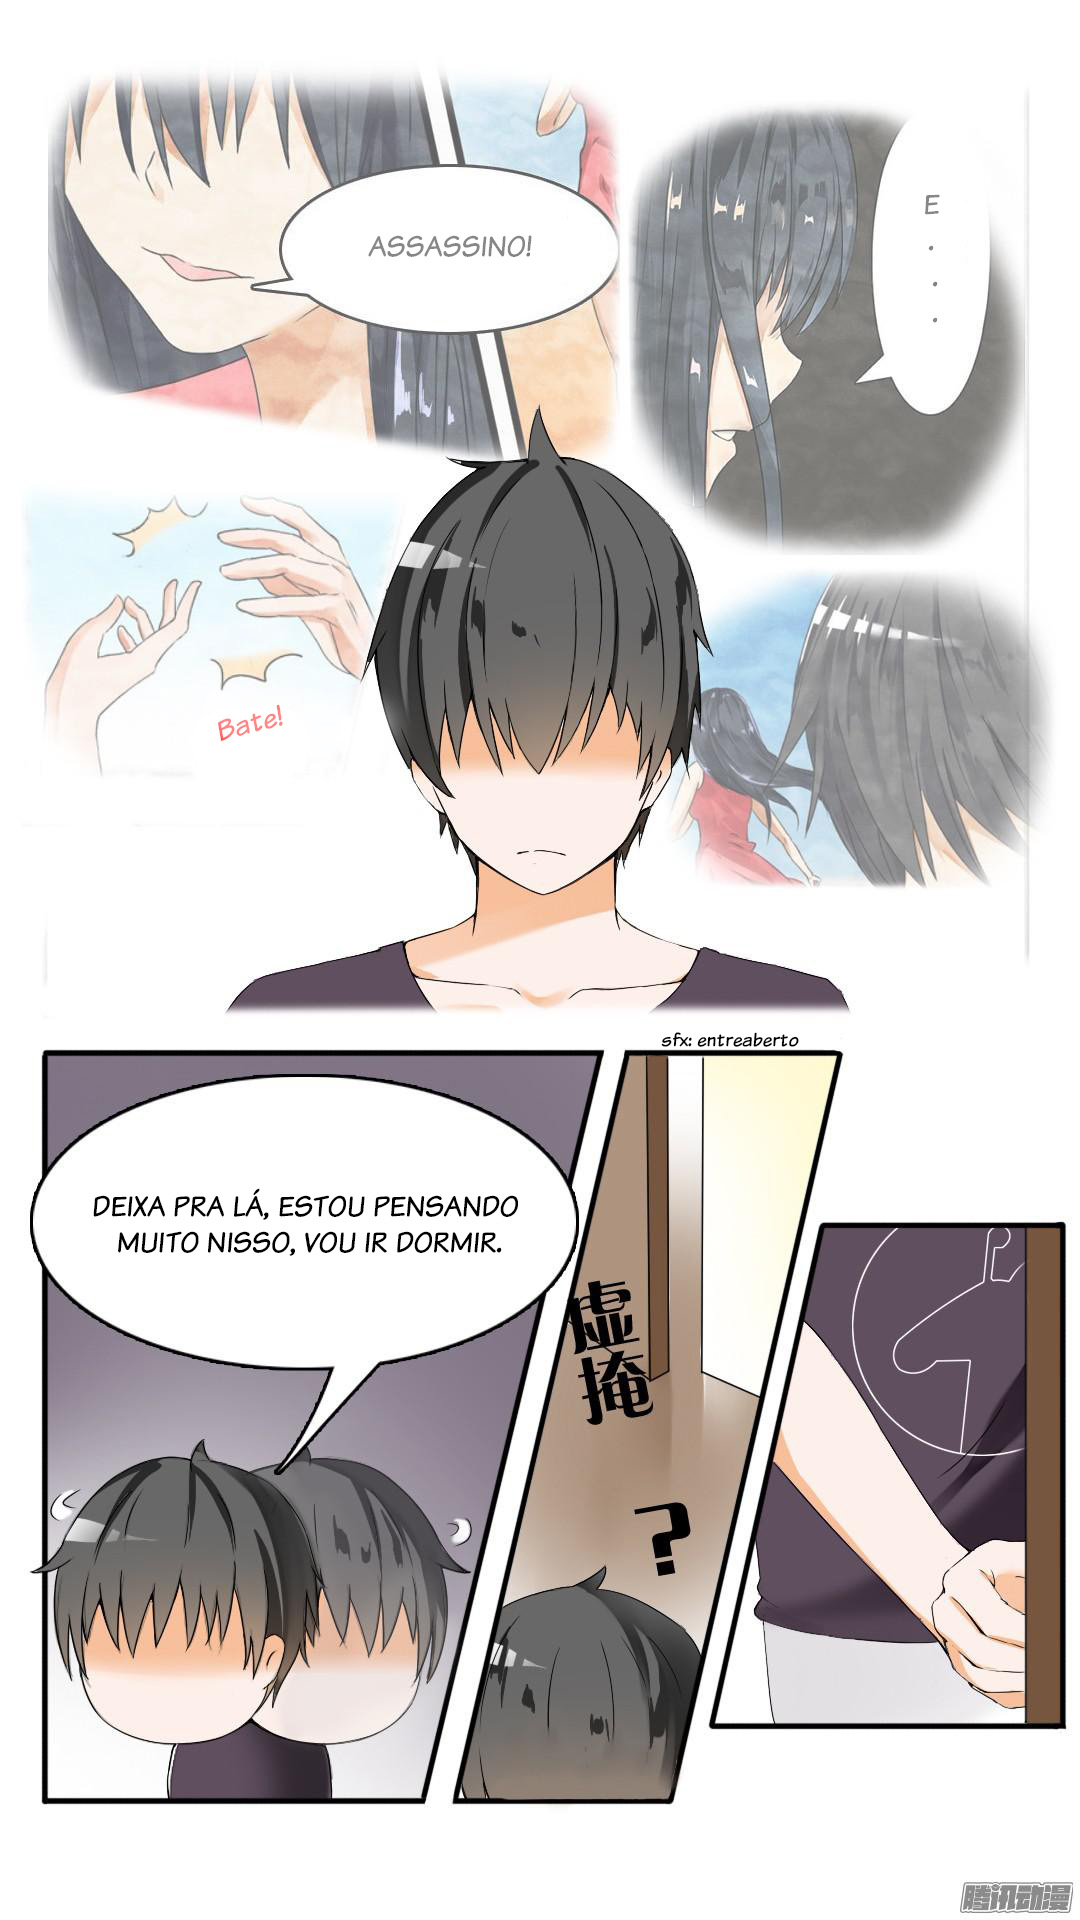 ASSASSINO!
E
.
.
.
Bate!
sfx: entreaberto
DEIXA PRA LÁ, ESTOU PENSANDO
MUITO NISSO, VOU IR DORMIR.
虚掩
?
腾讯动漫